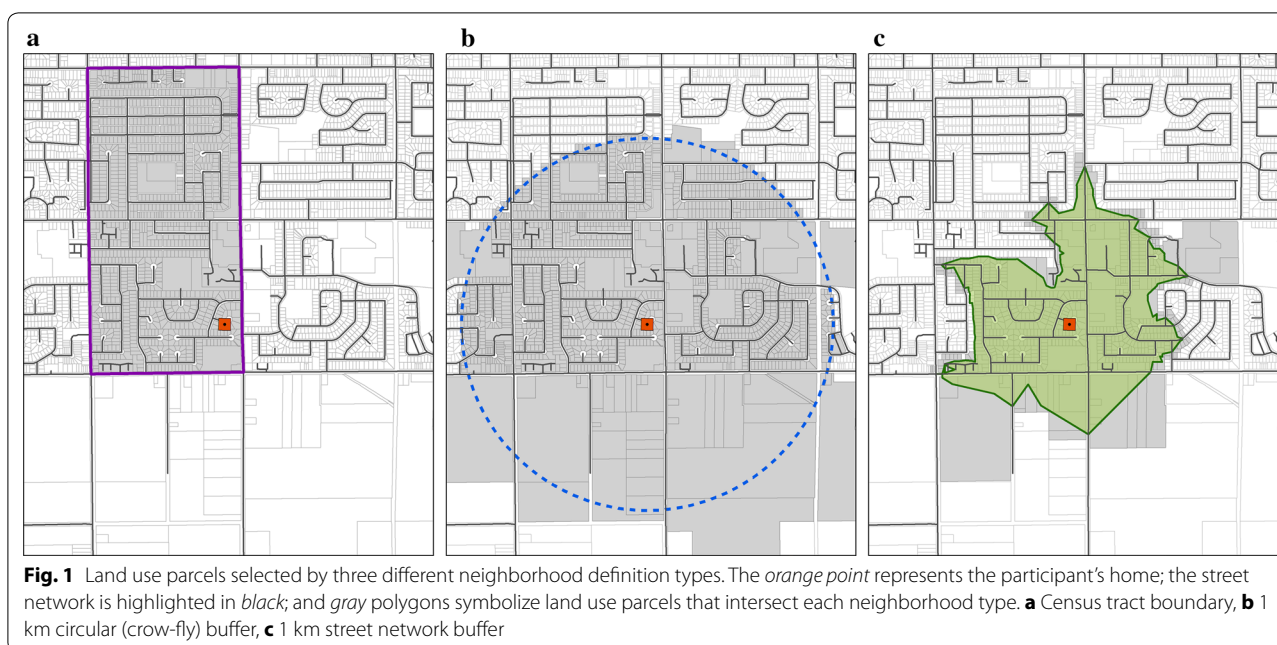 a
b
c
Fig. 1 Land use parcels selected by three different neighborhood definition types. The orange point represents the participant's home; the street
network is highlighted in black; and gray polygons symbolize land use parcels that intersect each neighborhood type. a Census tract boundary, b 1
km circular (crow-fly) buffer, c 1 km street network buffer